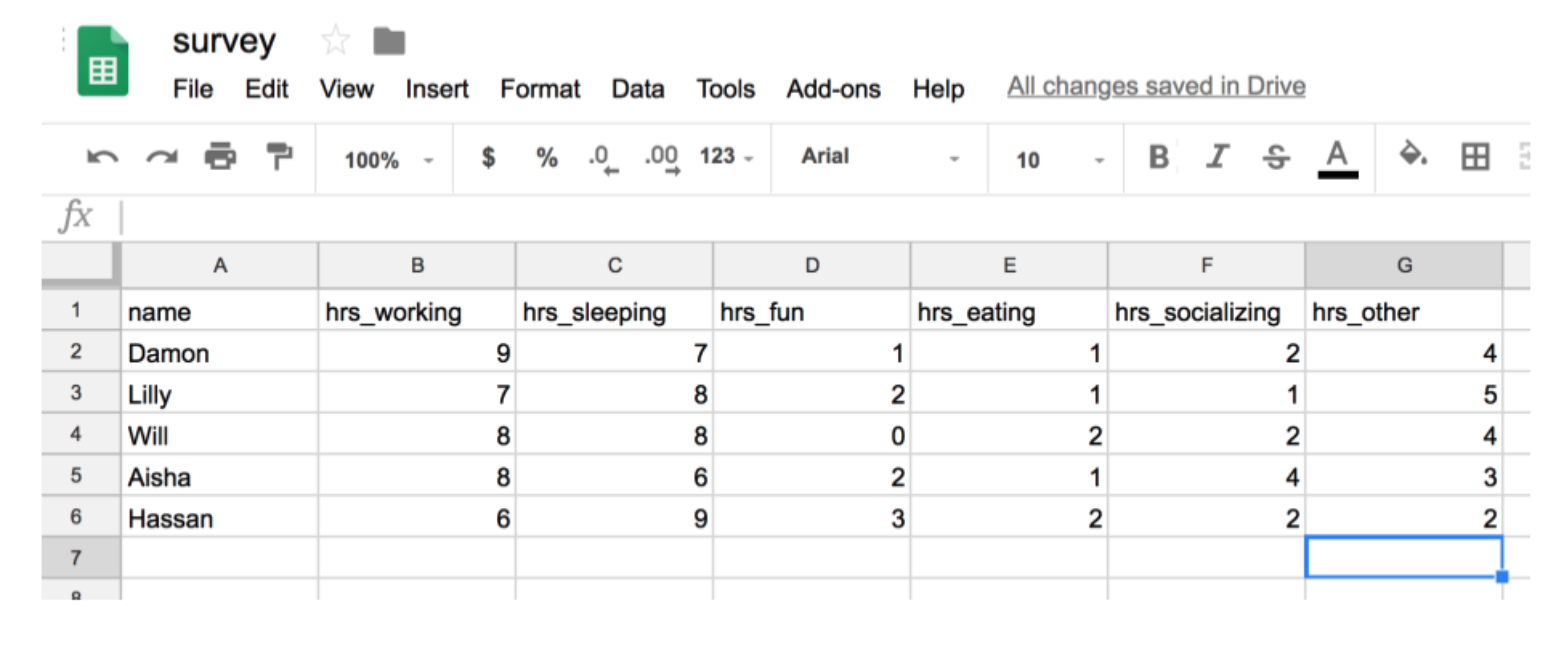 survey
File Edit View Insert Format Data Tools Add-ons Help All changes saved in Drive
100% $ % .0 .00 123 Arial 10 B I S A
fx
A B C D E F G
1 name hrs_working hrs_sleeping hrs_fun hrs_eating hrs_socializing hrs_other
2 Damon 9 7 1 1 2 4
3 Lilly 7 8 2 1 1 5
4 Will 8 8 0 2 2 4
5 Aisha 8 6 2 1 4 3
6 Hassan 6 9 3 2 2 2
7
8